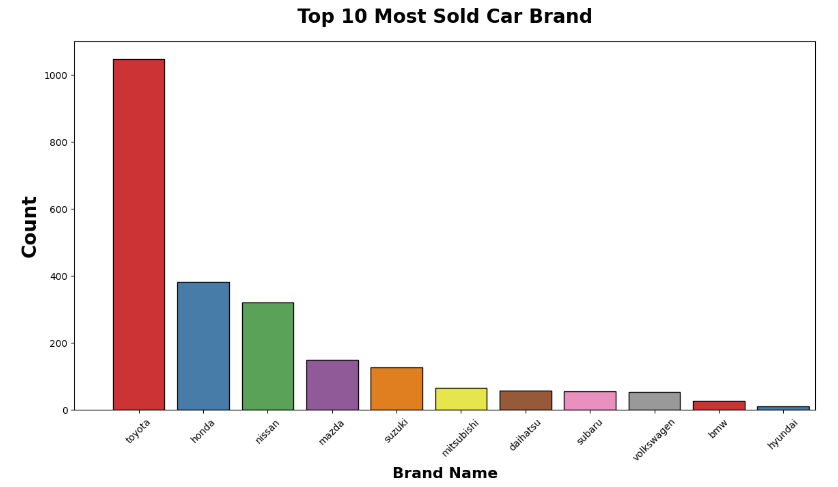 Top 10 Most Sold Car Brand
Count
1000
800
600
400
200
0
toyota
honda
nissan
mazda
suzuki
mitsubishi
daihatsu
subaru
volkswagen
bmw
hyundai
Brand Name